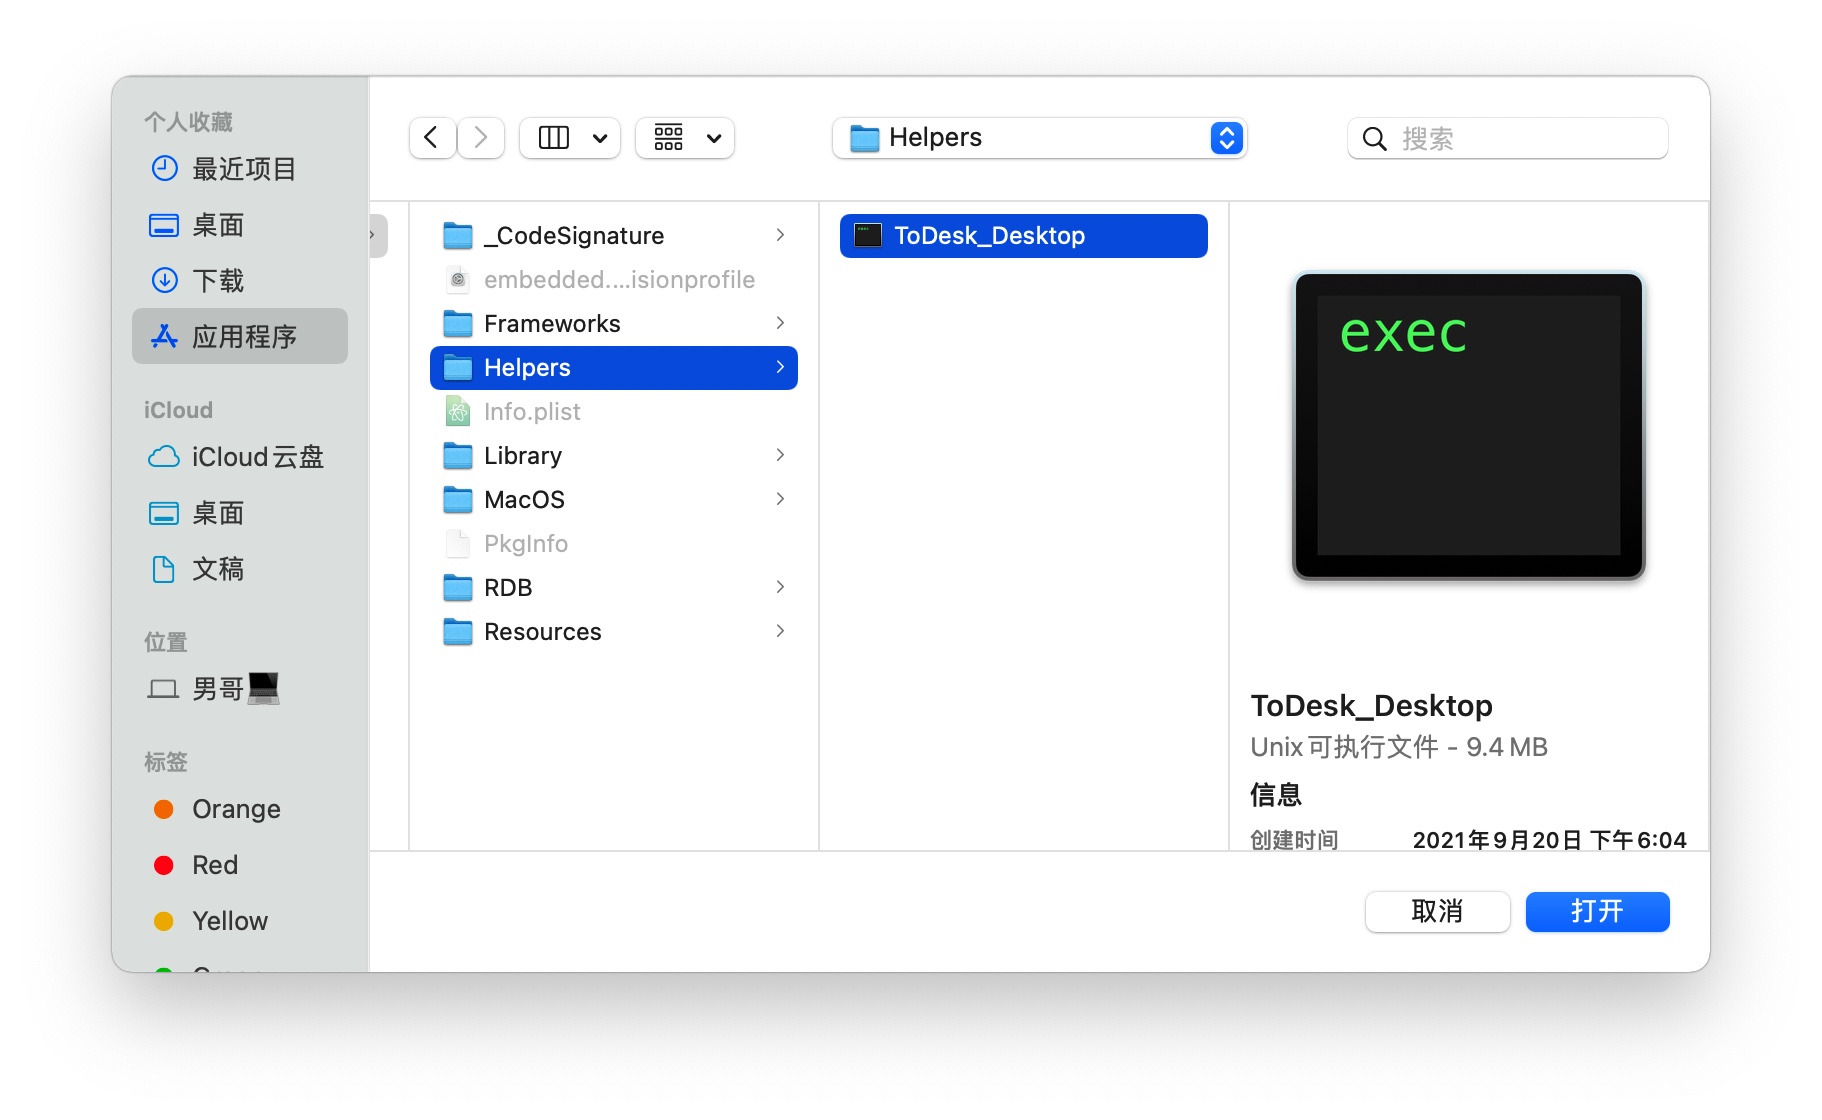 个人收藏
最近项目
桌面
下载
应用程序
iCloud
iCloud云盘
桌面
文稿
位置
男哥💻
标签
Orange
Red
Yellow
Helpers
搜索
_CodeSignature
embedded....isionprofile
Frameworks
Helpers
Info.plist
Library
MacOS
PkgInfo
RDB
Resources
ToDesk_Desktop
exec
ToDesk_Desktop
Unix可执行文件 - 9.4 MB
信息
创建时间 2021年9月20日 下午6:04
取消
打开